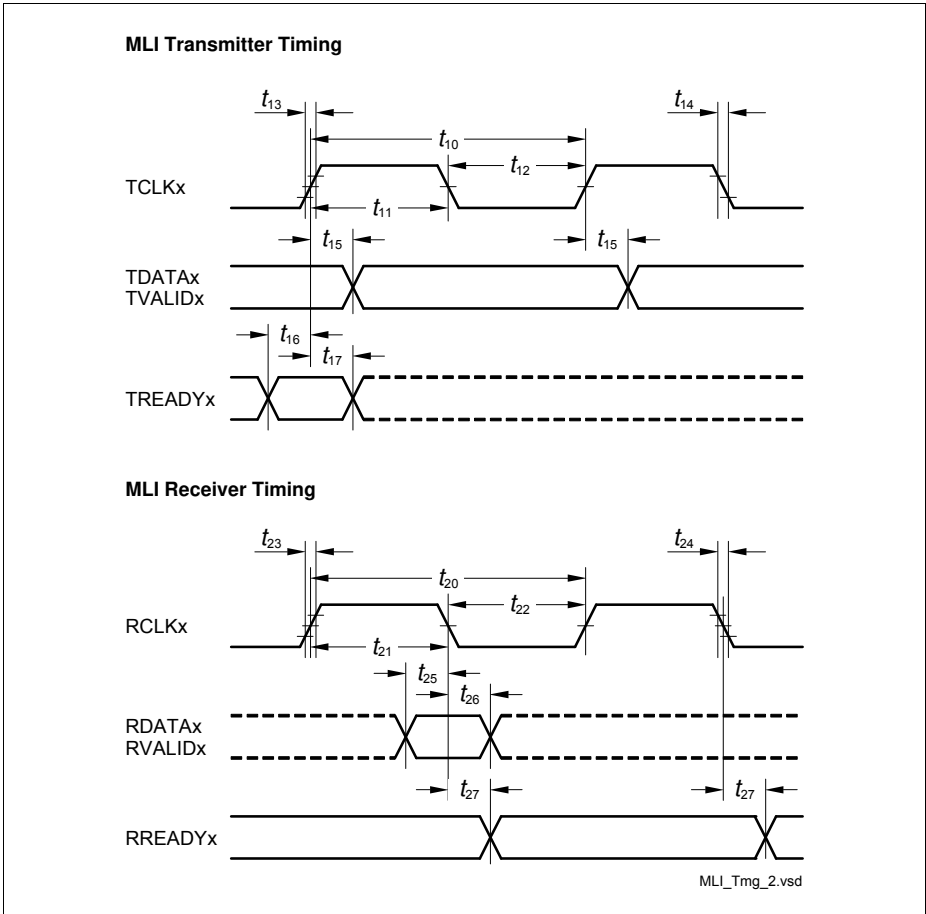 MLI Transmitter Timing
t13
t14
t10
t12
TCLKx
t11
t15
t15
TDATAx
TVALIDx
t16
t17
TREADYx
MLI Receiver Timing
t23
t24
t20
t22
RCLKx
t21
t25
t26
RDATAx
RVALIDx
t27
t27
RREADYx
MLI_Tmg_2.vsd